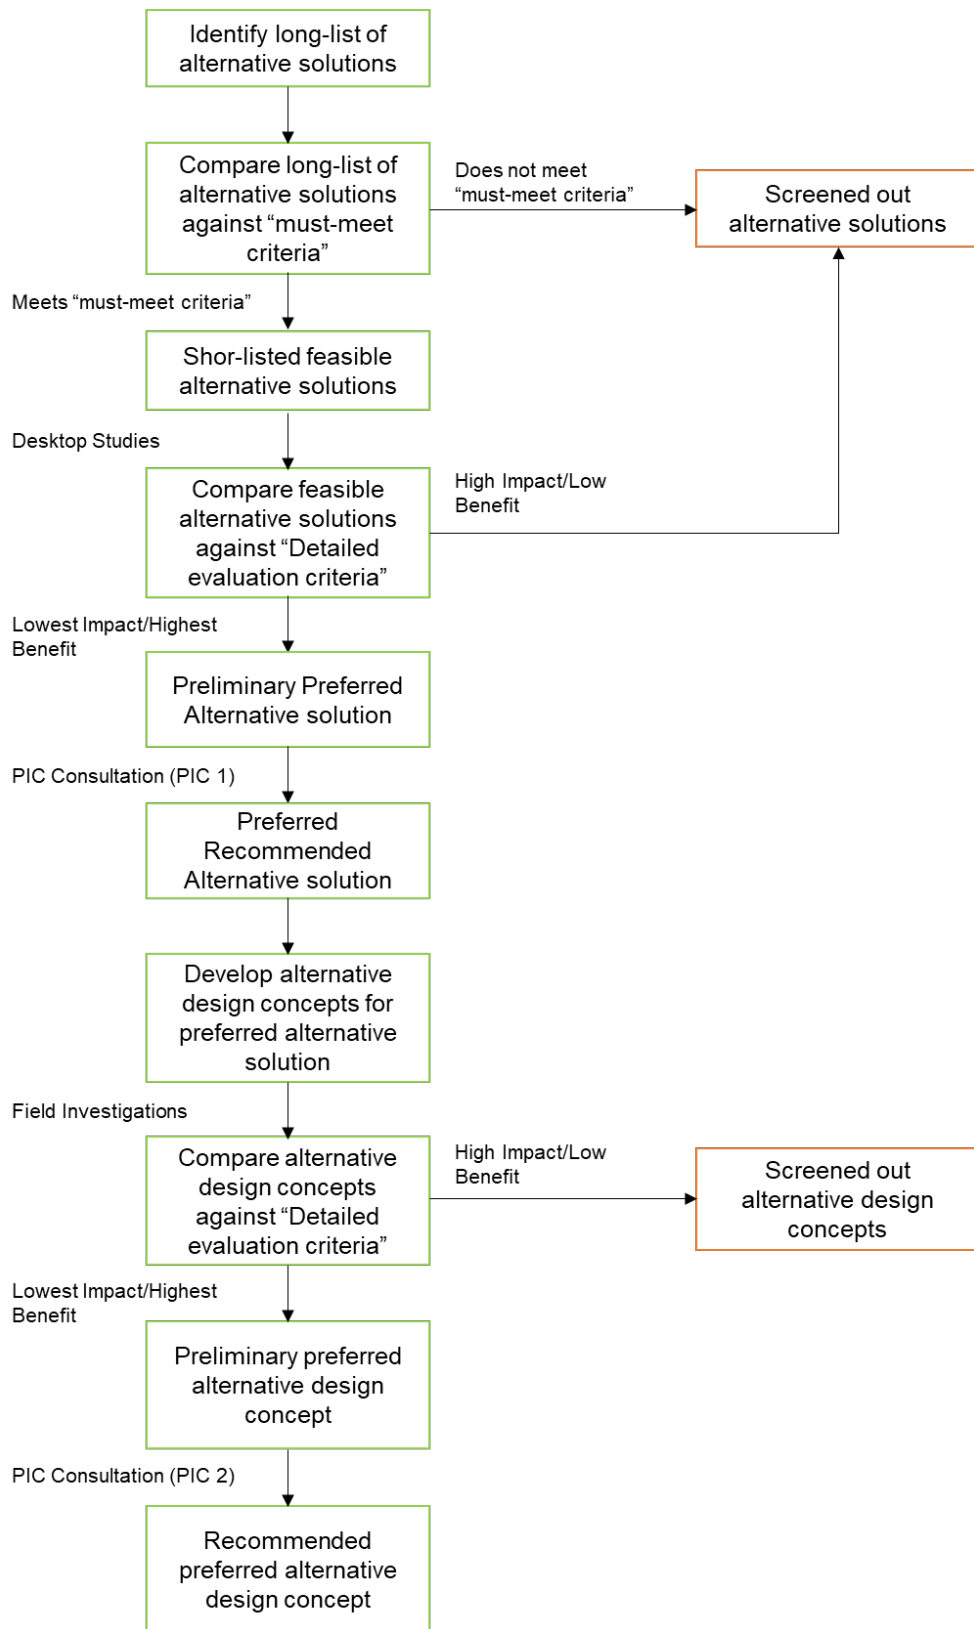 Identify long-list of
alternative solutions
Compare long-list of
alternative solutions
against “must-meet
criteria”
Does not meet
“must-meet criteria”
Screened out
alternative solutions
Meets “must-meet criteria”
Shor-listed feasible
alternative solutions
Desktop Studies
Compare feasible
alternative solutions
against “Detailed
evaluation criteria”
High Impact/Low
Benefit
Lowest Impact/Highest
Benefit
Preliminary Preferred
Alternative solution
PIC Consultation (PIC 1)
Preferred
Recommended
Alternative solution
Develop alternative
design concepts for
preferred alternative
solution
Field Investigations
Compare alternative
design concepts
against “Detailed
evaluation criteria”
High Impact/Low
Benefit
Screened out
alternative design
concepts
Lowest Impact/Highest
Benefit
Preliminary preferred
alternative design
concept
PIC Consultation (PIC 2)
Recommended
preferred alternative
design concept